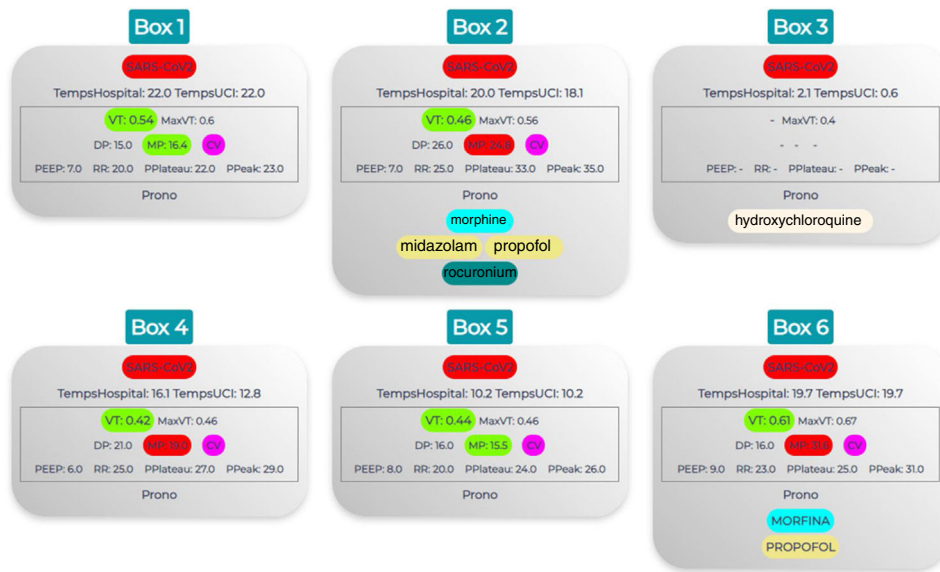 Box 1
SARS-CoV2
TempsHospital: 22.0 TempsUCI: 22.0
VT: 0.54 MaxVT: 0.6
DP: 15.0 MP: 16.4 CV
PEEP: 7.0 RR: 20.0 PPlateau: 22.0 PPeak: 23.0
Prono
Box 2
SARS-CoV2
TempsHospital: 20.0 TempsUCI: 18.1
VT: 0.46 MaxVT: 0.56
DP: 26.0 MP: 24.8 CV
PEEP: 7.0 RR: 25.0 PPlateau: 33.0 PPeak: 35.0
Prono
morphine
midazolam propofol
rocuronium
Box 3
SARS-CoV2
TempsHospital: 2.1 TempsUCI: 0.6
- MaxVT: 0.4
- - -
PEEP: - RR: - PPlateau: - PPeak: -
Prono
hydroxychloroquine
Box 4
SARS-CoV2
TempsHospital: 16.1 TempsUCI: 12.8
VT: 0.42 MaxVT: 0.46
DP: 21.0 MP: 19.0 CV
PEEP: 6.0 RR: 25.0 PPlateau: 27.0 PPeak: 29.0
Prono
Box 5
SARS-CoV2
TempsHospital: 10.2 TempsUCI: 10.2
VT: 0.44 MaxVT: 0.46
DP: 16.0 MP: 15.5 CV
PEEP: 8.0 RR: 20.0 PPlateau: 24.0 PPeak: 26.0
Prono
Box 6
SARS-CoV2
TempsHospital: 19.7 TempsUCI: 19.7
VT: 0.61 MaxVT: 0.67
DP: 16.0 MP: 31.6 CV
PEEP: 9.0 RR: 23.0 PPlateau: 25.0 PPeak: 31.0
Prono
MORFINA
PROPOFOL